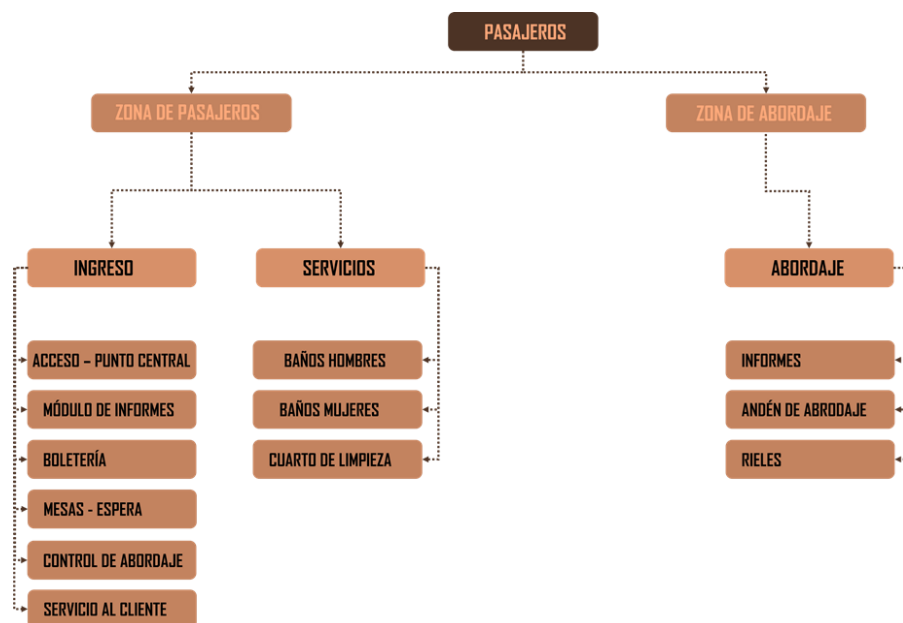 PASAJEROS
ZONA DE PASAJEROS
ZONA DE ABORDAJE
INGRESO
SERVICIOS
ABORDAJE
ACCESO – PUNTO CENTRAL
BAÑOS HOMBRES
INFORMES
MÓDULO DE INFORMES
BAÑOS MUJERES
ANDÉN DE ABRODAJE
BOLETERÍA
CUARTO DE LIMPIEZA
RIELES
MESAS - ESPERA
CONTROL DE ABORDAJE
SERVICIO AL CLIENTE